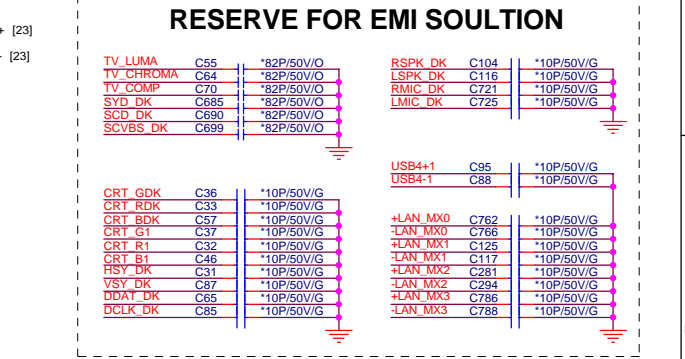 RESERVE FOR EMI SOULTION
+ [23]
- [23]
TV_LUMA C55 *82P/50V/O
TV_CHROMA C64 *82P/50V/O
TV_COMP C70 *82P/50V/O
SYD_DK C685 *82P/50V/O
SCD_DK C690 *82P/50V/O
SCVBS_DK C699 *82P/50V/O
RSPK_DK C104 *10P/50V/G
LSPK_DK C116 *10P/50V/G
RMIC_DK C721 *10P/50V/G
LMIC_DK C725 *10P/50V/G
USB4+1 C95 *10P/50V/G
USB4-1 C88 *10P/50V/G
CRT_GDK C36 *10P/50V/G
CRT_RDK C33 *10P/50V/G
CRT_BDK C57 *10P/50V/G
CRT_G1 C37 *10P/50V/G
CRT_R1 C32 *10P/50V/G
CRT_B1 C46 *10P/50V/G
HSY_DK C31 *10P/50V/G
VSY_DK C87 *10P/50V/G
DDAT_DK C65 *10P/50V/G
DCLK_DK C85 *10P/50V/G
+LAN_MX0 C762 *10P/50V/G
-LAN_MX0 C766 *10P/50V/G
+LAN_MX1 C125 *10P/50V/G
-LAN_MX1 C117 *10P/50V/G
+LAN_MX2 C281 *10P/50V/G
-LAN_MX2 C294 *10P/50V/G
+LAN_MX3 C786 *10P/50V/G
-LAN_MX3 C788 *10P/50V/G